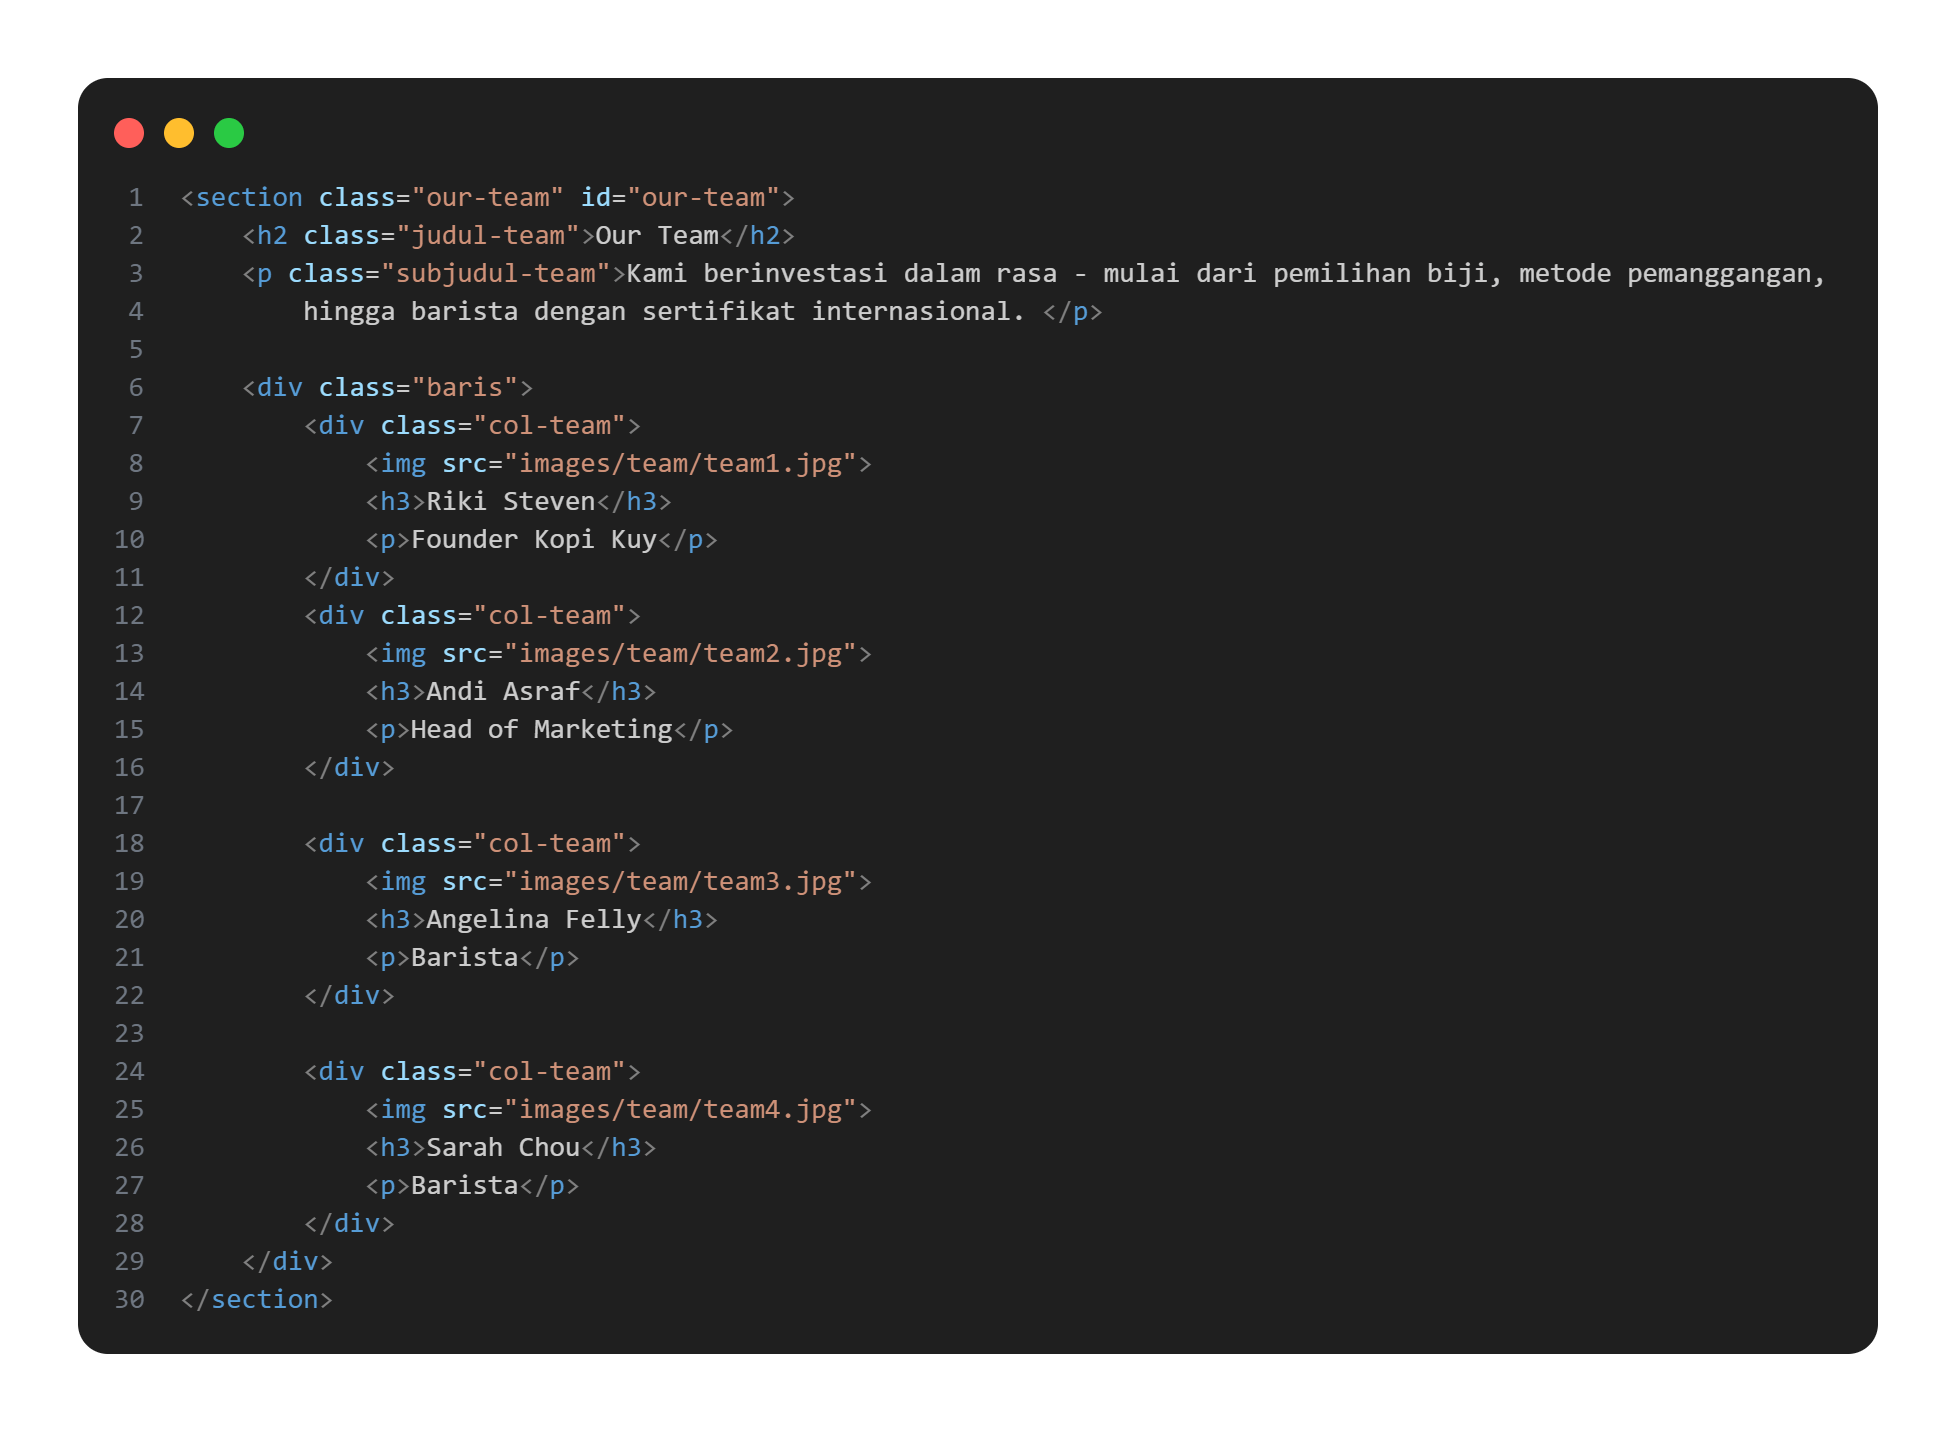 1 <section class="our-team" id="our-team">
2     <h2 class="judul-team">Our Team</h2>
3     <p class="subjudul-team">Kami berinvestasi dalam rasa - mulai dari pemilihan biji, metode pemanggangan,
4         hingga barista dengan sertifikat internasional. </p>
5
6     <div class="baris">
7         <div class="col-team">
8             <img src="images/team/team1.jpg">
9             <h3>Riki Steven</h3>
10             <p>Founder Kopi Kuy</p>
11         </div>
12         <div class="col-team">
13             <img src="images/team/team2.jpg">
14             <h3>Andi Asraf</h3>
15             <p>Head of Marketing</p>
16         </div>
17
18         <div class="col-team">
19             <img src="images/team/team3.jpg">
20             <h3>Angelina Felly</h3>
21             <p>Barista</p>
22         </div>
23
24         <div class="col-team">
25             <img src="images/team/team4.jpg">
26             <h3>Sarah Chou</h3>
27             <p>Barista</p>
28         </div>
29     </div>
30 </section>